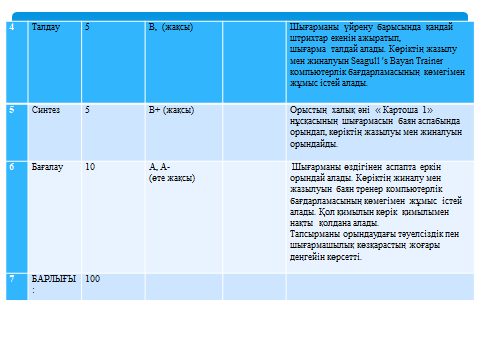 4 Талдау 5 В, (жақсы) Шығарманы үйрену барысында қандай
штрихтар екенін ажыратып,
шығарма талдай алады. Көріктің жазылу
мен жиналуын Seagull's Bayan Trainer
компьютерлік бағдарламасының көмегімен
жұмыс істей алады.
5 Синтез 5 В+ (жақсы) Орыстың халық әні «Картоша 1»
нұсқасының шығармасын баян аспабында
орындап, көріктің жазылуы мен жиналуын
орындайды.
6 Бағалау 10 А, А- Шығарманы өздігінен аспапта еркін
(өте жақсы) орындай алады. Көріктің жиналу мен
жазылуын баян тренер компьютерлік
бағдарламасының көмегімен жұмыс істей
алады. Қол қимылын көрік қимылымен
нақты қолдана алады.
Тапсырманы орындаудағы тәуелсіздік пен
шығармашылық көзқарастың жоғары
деңгейін көрсетті.
7 БАРЛЫҒЫ 100
: